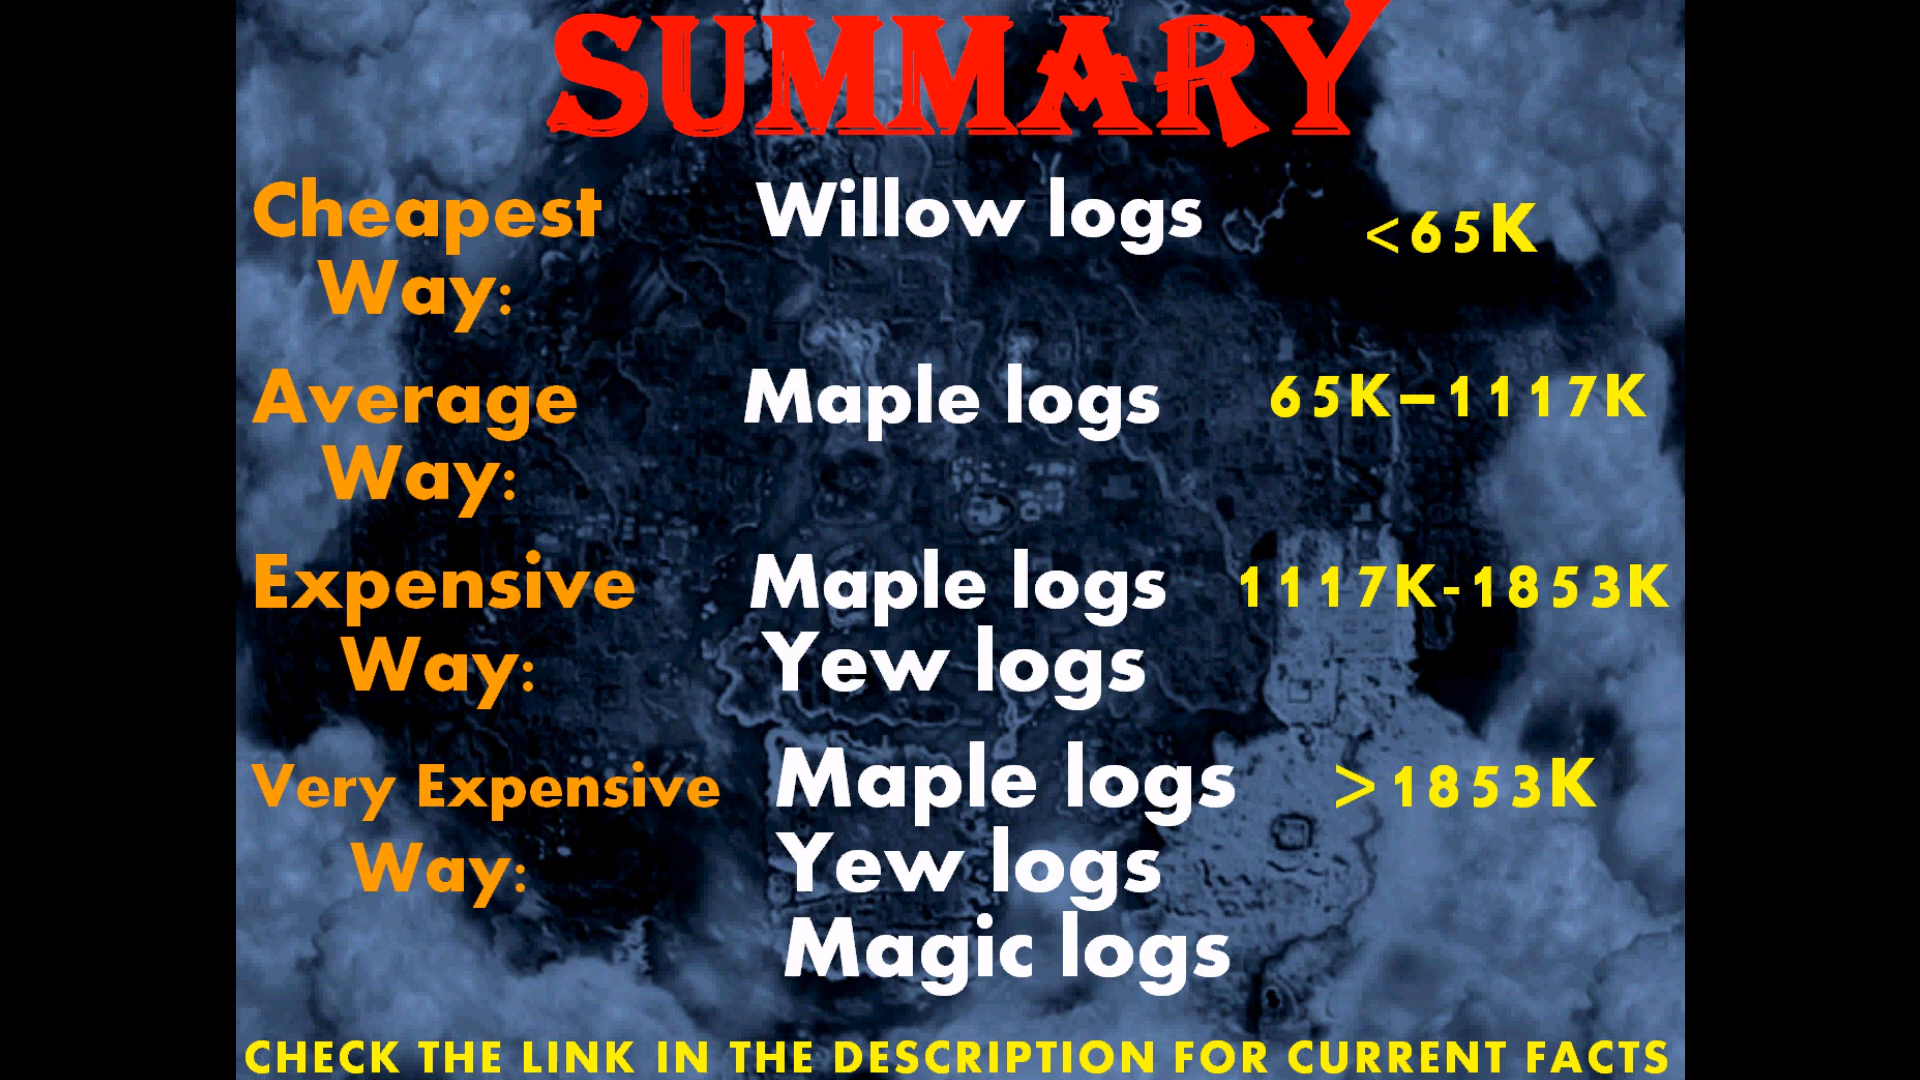 SUMMARY
Cheapest Way: Willow logs <65K
Average Way: Maple logs 65K–1117K
Expensive Way: Maple logs 1117K-1853K
Yew logs
Very Expensive Way: Maple logs >1853K
Yew logs
Magic logs
CHECK THE LINK IN THE DESCRIPTION FOR CURRENT FACTS